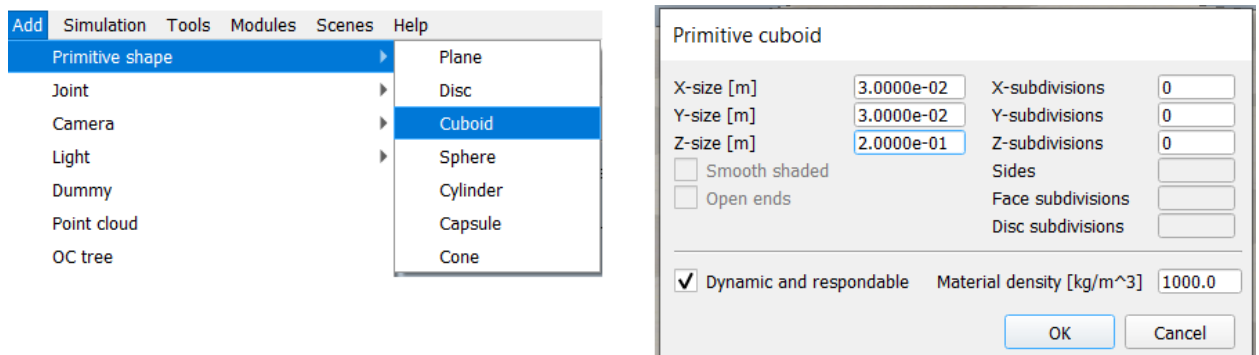 Add Simulation Tools Modules Scenes Help
Primitive shape
Joint
Camera
Light
Dummy
Point cloud
OC tree
Plane
Disc
Cuboid
Sphere
Cylinder
Capsule
Cone
Primitive cuboid
X-size [m] 3.0000e-02 X-subdivisions 0
Y-size [m] 3.0000e-02 Y-subdivisions 0
Z-size [m] 2.0000e-01 Z-subdivisions 0
Smooth shaded Sides
Open ends Face subdivisions
Disc subdivisions
Dynamic and respondable Material density [kg/m^3] 1000.0
OK Cancel